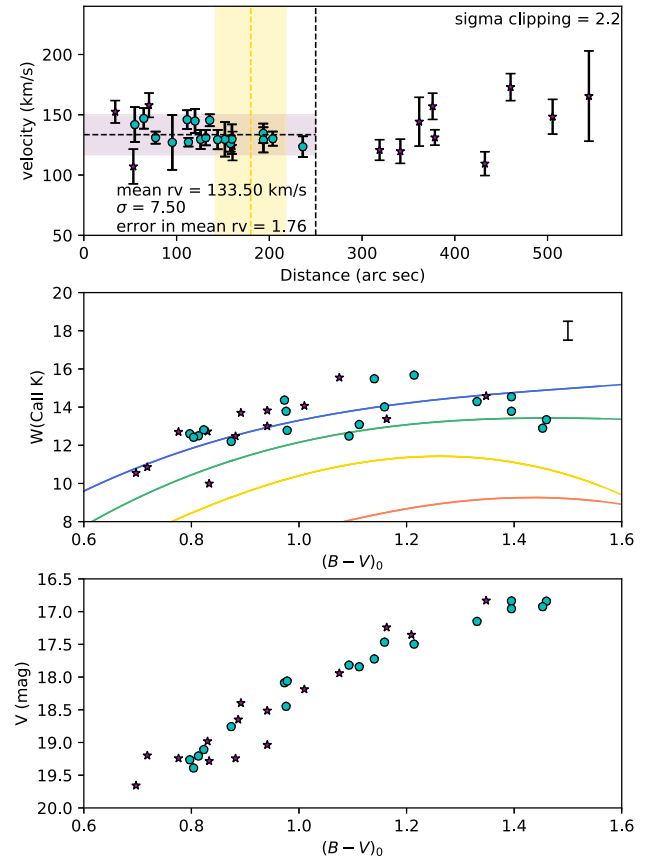 sigma clipping = 2.2
200
150
100
50
velocity (km/s)
mean rv = 133.50 km/s
σ = 7.50
error in mean rv = 1.76
0 100 200 300 400 500
Distance (arc sec)
20
18
16
14
12
10
8
W(CaII K)
0.6 0.8 1.0 1.2 1.4 1.6
(B − V)₀
16.5
17.0
17.5
18.0
18.5
19.0
19.5
20.0
V (mag)
0.6 0.8 1.0 1.2 1.4 1.6
(B − V)₀